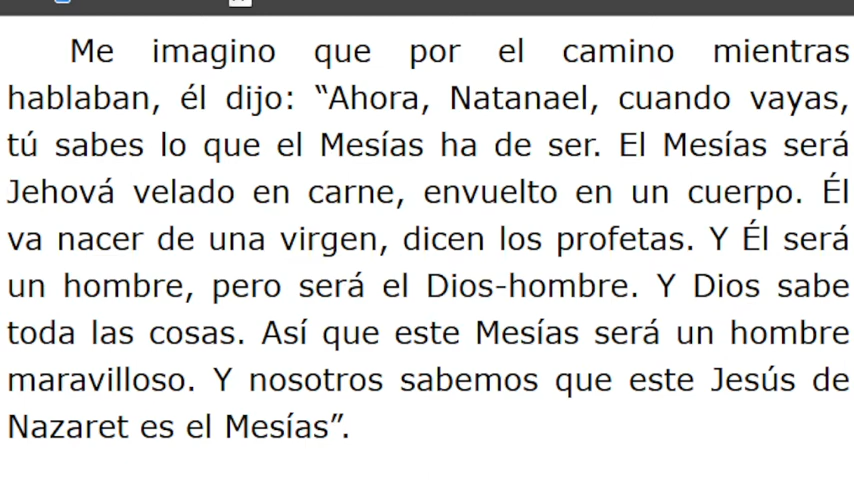 Me imagino que por el camino mientras
hablaban, él dijo: “Ahora, Natanael, cuando vayas,
tú sabes lo que el Mesías ha de ser. El Mesías será
Jehová velado en carne, envuelto en un cuerpo. Él
va nacer de una virgen, dicen los profetas. Y Él será
un hombre, pero será el Dios-hombre. Y Dios sabe
toda las cosas. Así que este Mesías será un hombre
maravilloso. Y nosotros sabemos que este Jesús de
Nazaret es el Mesías”.